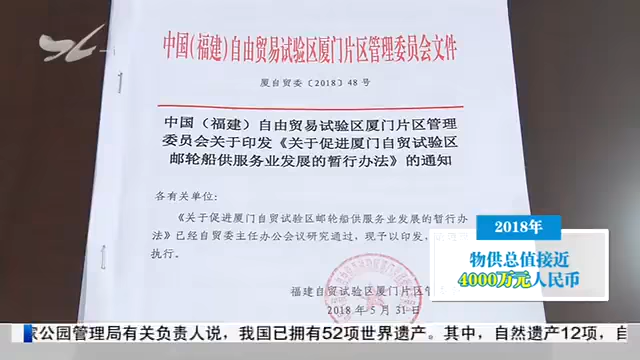 中国(福建)自由贸易试验区厦门片区管理委员会文件
厦自贸委〔2018〕48号
中国（福建）自由贸易试验区厦门片区管理
委员会关于印发《关于促进厦门自贸试验区
邮轮船供服务业发展的暂行办法》的通知
各有关单位：
《关于促进厦门自贸试验区邮轮船供服务业发展的暂行办
法》已经自贸委主任办公会议研究通过，现予以印发，
执行。
福建自贸试验区厦门片区管
2018年5月31日
2018年
物供总值接近
4000万元人民币
家公园管理局有关负责人说，我国已拥有52项世界遗产。其中，自然遗产12项，自